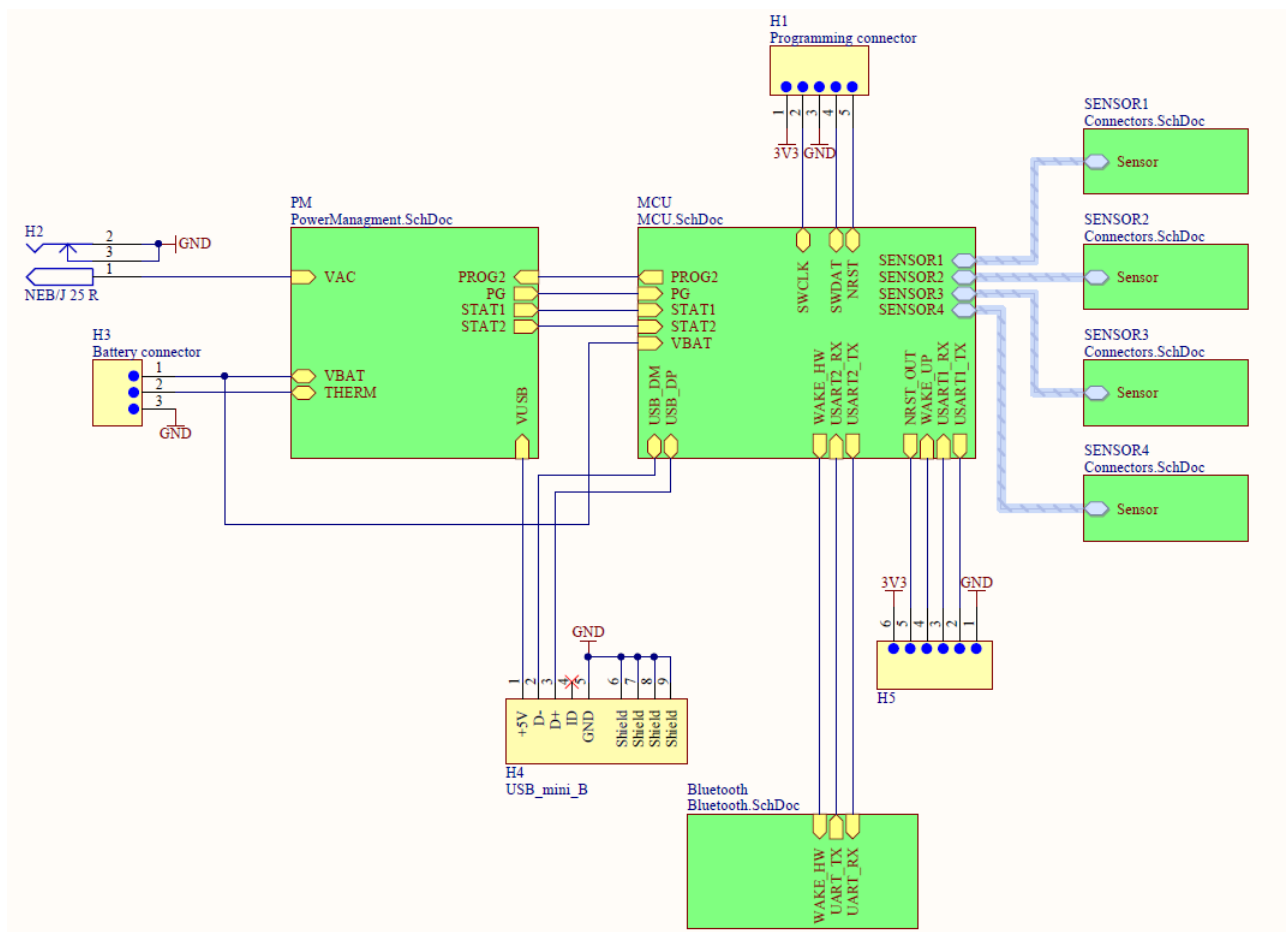 H1
Programming connector
1
2
3
4
5
3V3
GND
SENSOR1
Connectors.SchDoc
Sensor
SENSOR2
Connectors.SchDoc
Sensor
SENSOR3
Connectors.SchDoc
Sensor
SENSOR4
Connectors.SchDoc
Sensor
PM
PowerManagment.SchDoc
VAC
VBAT
THERM
PROG2
PG
STAT1
STAT2
VUSB
MCU
MCU.SchDoc
PROG2
PG
STAT1
STAT2
VBAT
USB_DM
USB_DP
SWCLK
SWDAT
NRST
SENSOR1
SENSOR2
SENSOR3
SENSOR4
WAKE_HW
USART2_RX
USART2_TX
NRST_OUT
WAKE_UP
USART1_RX
USART1_TX
H2
2
3
1
GND
NEB/J 25 R
H3
Battery connector
1
2
3
GND
3V3
GND
6
5
4
3
2
1
H5
GND
1
2
3
4
5
6
7
8
9
+5V
D-
D+
ID
GND
Shield
Shield
Shield
Shield
H4
USB_mini_B
Bluetooth
Bluetooth.SchDoc
WAKE_HW
UART_TX
UART_RX